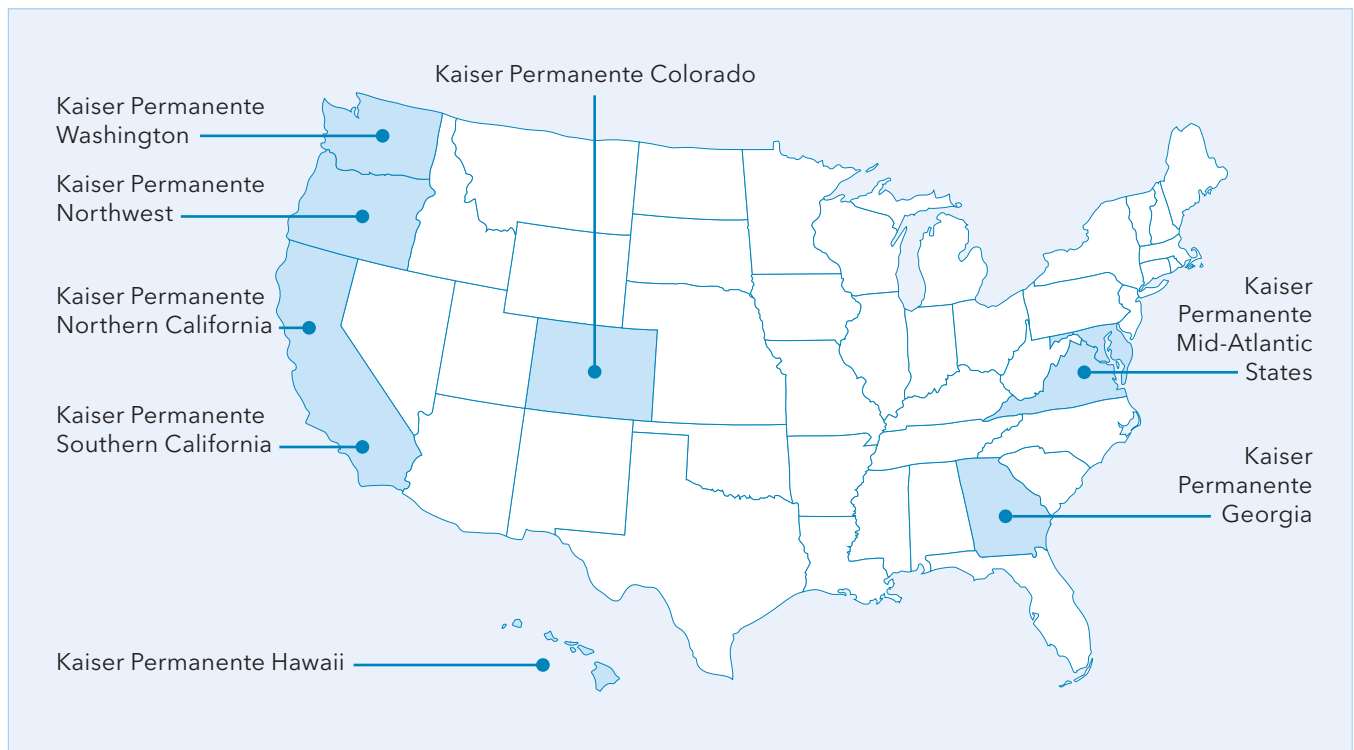 Kaiser Permanente Colorado
Kaiser Permanente
Washington
Kaiser Permanente
Northwest
Kaiser Permanente
Northern California
Kaiser Permanente
Southern California
Kaiser
Permanente
Mid-Atlantic
States
Kaiser
Permanente
Georgia
Kaiser Permanente Hawaii